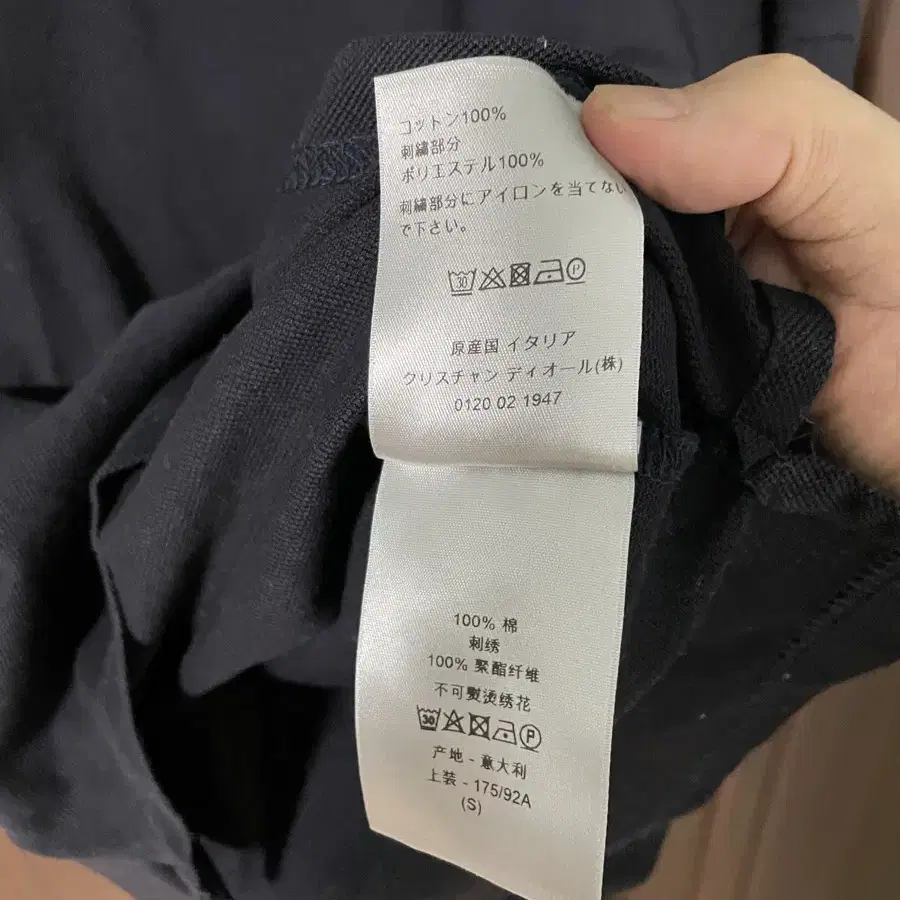 コットン100%
刺繍部分
ポリエステル100%
刺繍部分にアイロンを当てない
で下さい。
30 P
原産国 イタリア
クリスチャン ディオール(株)
0120 02 1947
100% 棉
刺绣
100% 聚酯纤维
不可熨烫绣花
30 P
产地 - 意大利
上装 - 175/92A
(S)